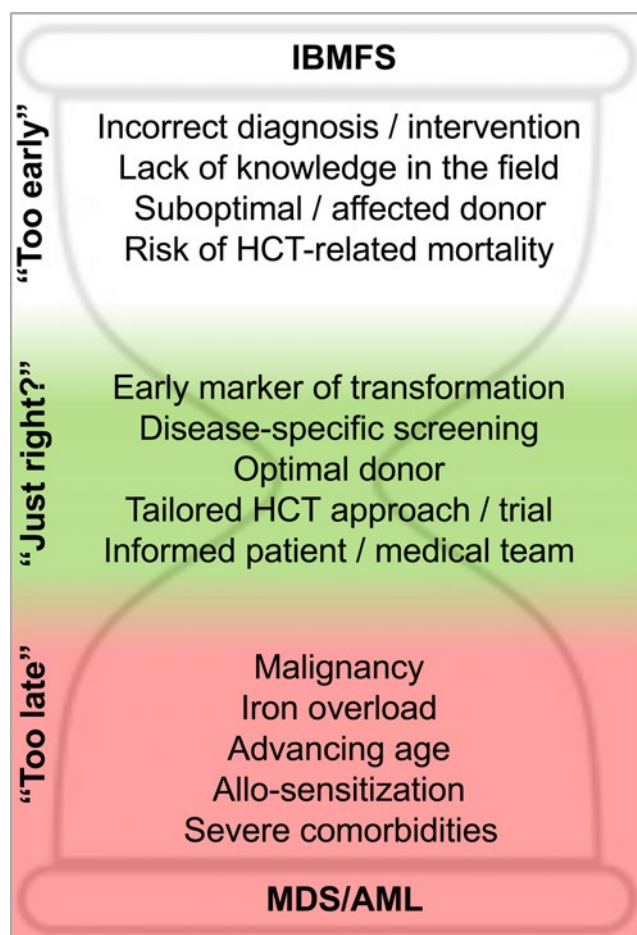 IBMFS
“Too early”
Incorrect diagnosis / intervention
Lack of knowledge in the field
Suboptimal / affected donor
Risk of HCT-related mortality
“Just right?”
Early marker of transformation
Disease-specific screening
Optimal donor
Tailored HCT approach / trial
Informed patient / medical team
“Too late”
Malignancy
Iron overload
Advancing age
Allo-sensitization
Severe comorbidities
MDS/AML